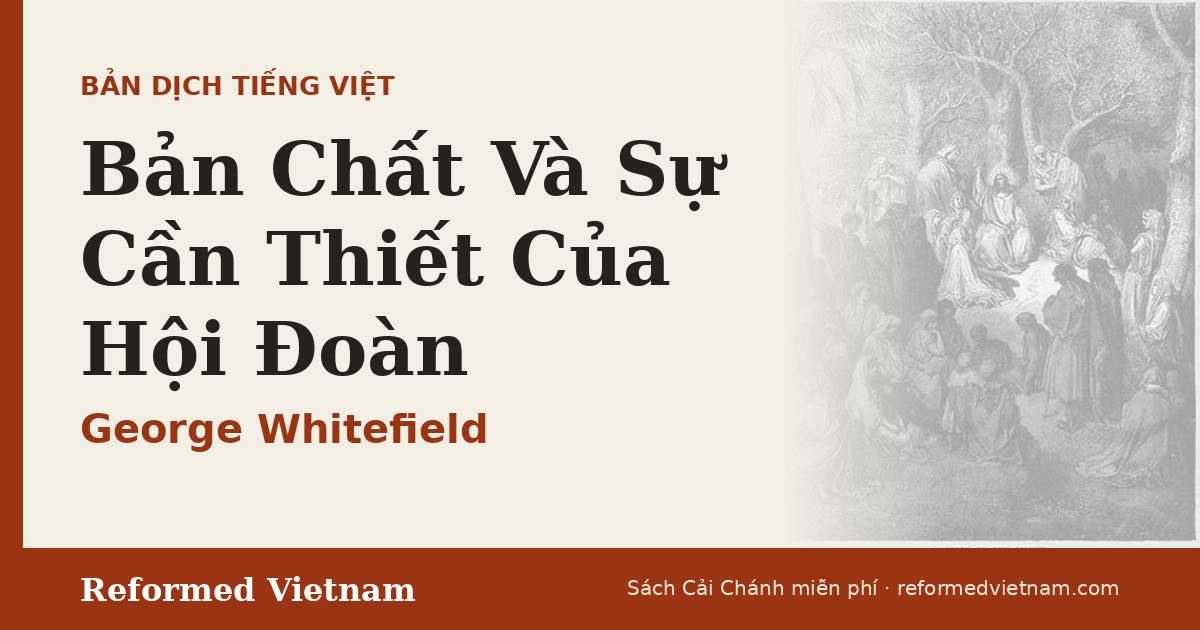 BẢN DỊCH TIẾNG VIỆT
Bản Chất Và Sự
Cần Thiết Của
Hội Đoàn
George Whitefield
Reformed Vietnam
Sách Cải Chánh miễn phí · reformedvietnam.com